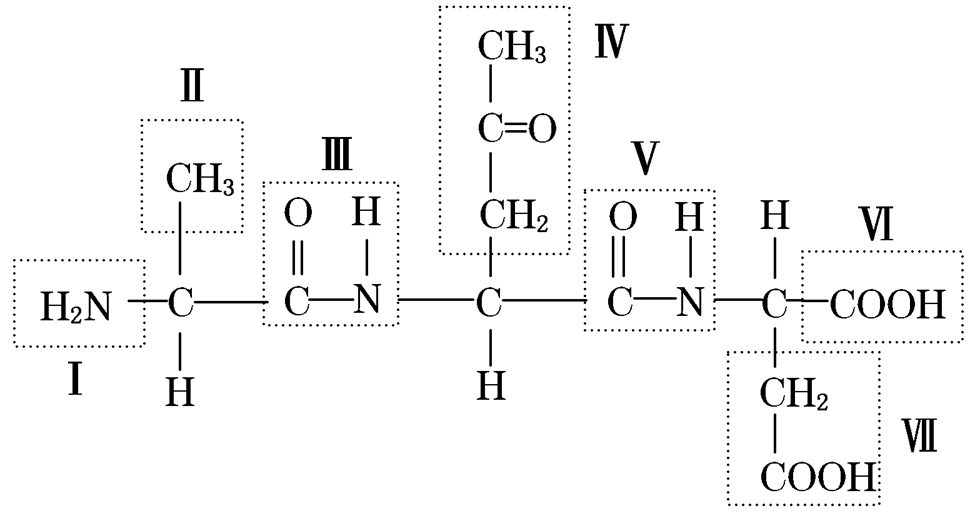 CH₃ Ⅳ
Ⅱ
C=O
Ⅲ Ⅴ
CH₃
O H CH₂ O H H Ⅵ
H₂N C C N C C N C COOH
Ⅰ H H CH₂ Ⅶ
COOH